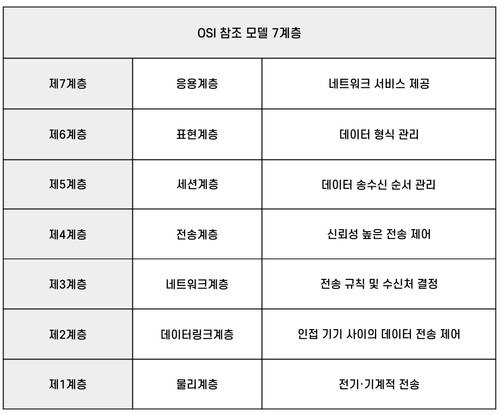 OSI 참조 모델 7계층
제7계층 응용계층 네트워크 서비스 제공
제6계층 표현계층 데이터 형식 관리
제5계층 세션계층 데이터 송수신 순서 관리
제4계층 전송계층 신뢰성 높은 전송 제어
제3계층 네트워크계층 전송 규칙 및 수신처 결정
제2계층 데이터링크계층 인접 기기 사이의 데이터 전송 제어
제1계층 물리계층 전기·기계적 전송